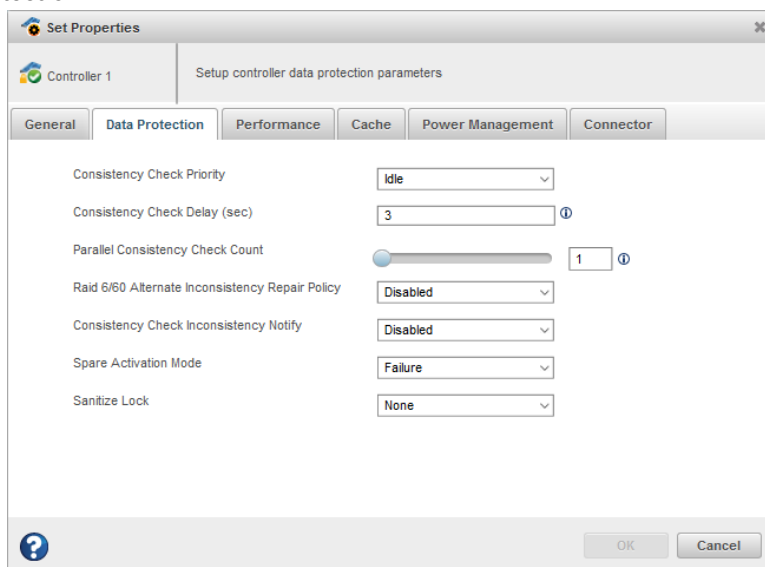 Set Properties
Controller 1
Setup controller data protection parameters
General Data Protection Performance Cache Power Management Connector
Consistency Check Priority Idle
Consistency Check Delay (sec) 3
Parallel Consistency Check Count 1
Raid 6/60 Alternate Inconsistency Repair Policy Disabled
Consistency Check Inconsistency Notify Disabled
Spare Activation Mode Failure
Sanitize Lock None
OK Cancel